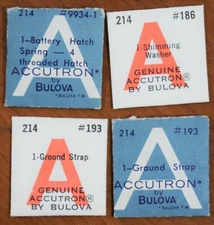 214 #9934-1
1-Battery Hatch
Spring - 4
threaded Hatch
ACCUTRON®
by
BULOVA
*BULOVA T.M.
214 #186
1-Shimming
Washer
GENUINE
ACCUTRON®
BY BULOVA
214 #193
1-Ground Strap
GENUINE
ACCUTRON®
BY BULOVA
214 #193
1-Ground Strap
ACCUTRON*
by
BULOVA
*BULOVA T.M.